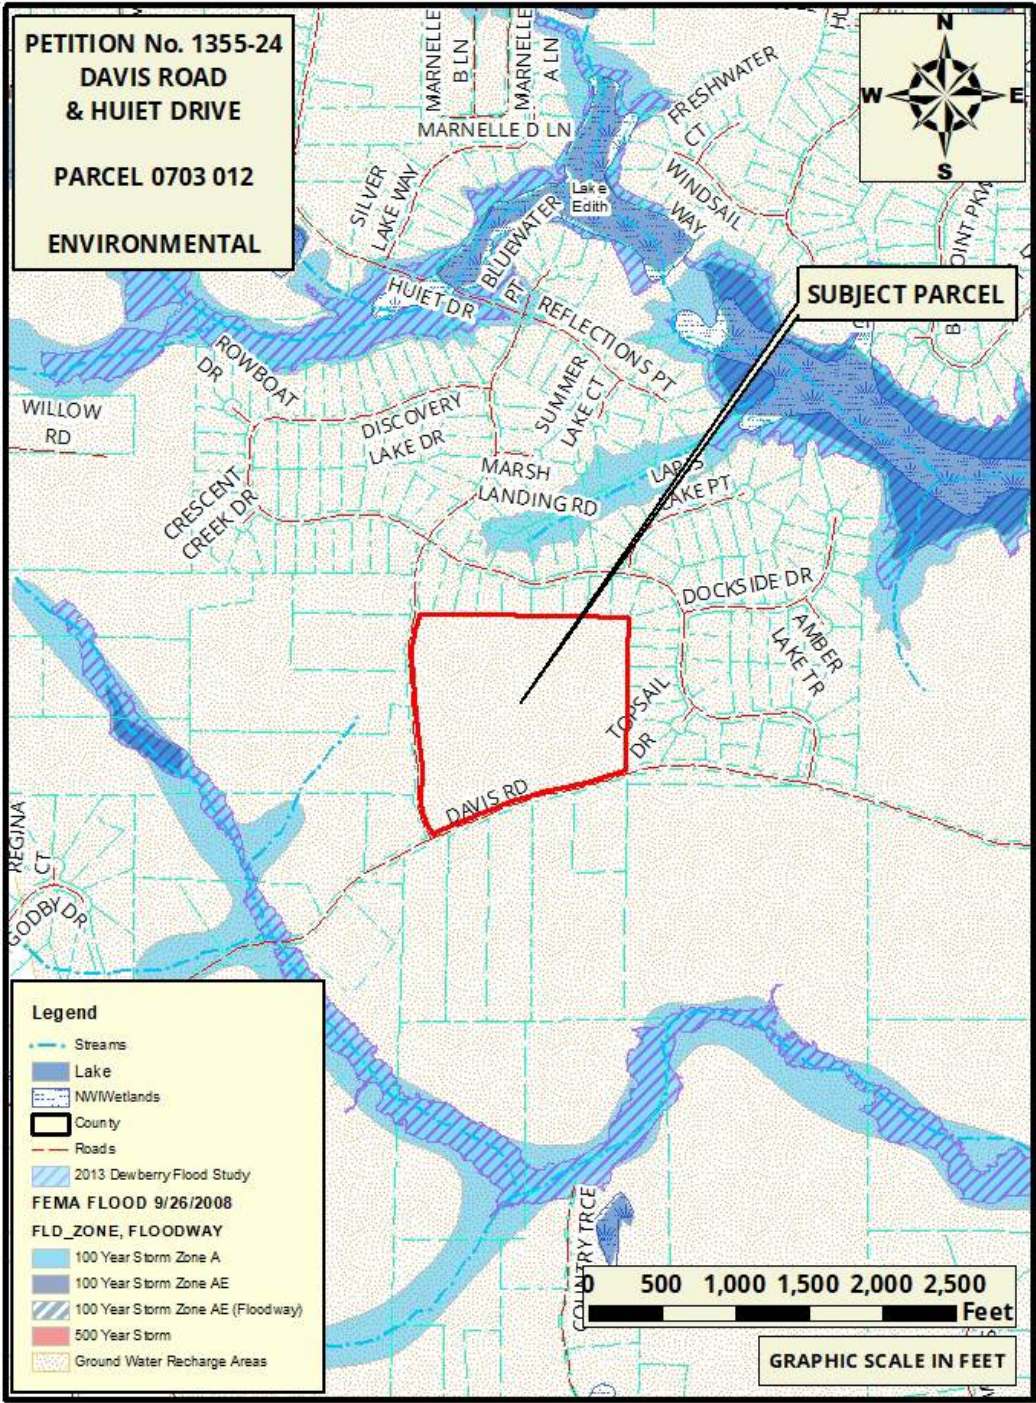 PETITION No. 1355-24
DAVIS ROAD
& HUIET DRIVE
PARCEL 0703 012
ENVIRONMENTAL
N
W
E
S
MARNELLE
B LN
MARNELLE
A LN
MARNELLE D LN
FRESHWATER
CT
SILVER
LAKE WAY
Lake
Edith
WINDSAIL
WAY
BLUEWATER
PT
HUIET DR
REFLECTIONS PT
SUBJECT PARCEL
ROWBOAT
DR
SUMMER
LAKE CT
WILLOW
RD
DISCOVERY
LAKE DR
MARSH
LANDING RD
LAKE PT
CRESCENT
CREEK DR
DOCKSIDE DR
AMBER
LAKE TR
TOPSAIL
DR
DAVIS RD
REGINA
CT
GODBY DR
COUNTRY TRCE
Legend
Streams
Lake
NWIWetlands
County
Roads
2013 Dewberry Flood Study
FEMA FLOOD 9/26/2008
FLD_ZONE, FLOODWAY
100 Year Storm Zone A
100 Year Storm Zone AE
100 Year Storm Zone AE (Floodway)
500 Year Storm
Ground Water Recharge Areas
0 500 1,000 1,500 2,000 2,500
Feet
GRAPHIC SCALE IN FEET